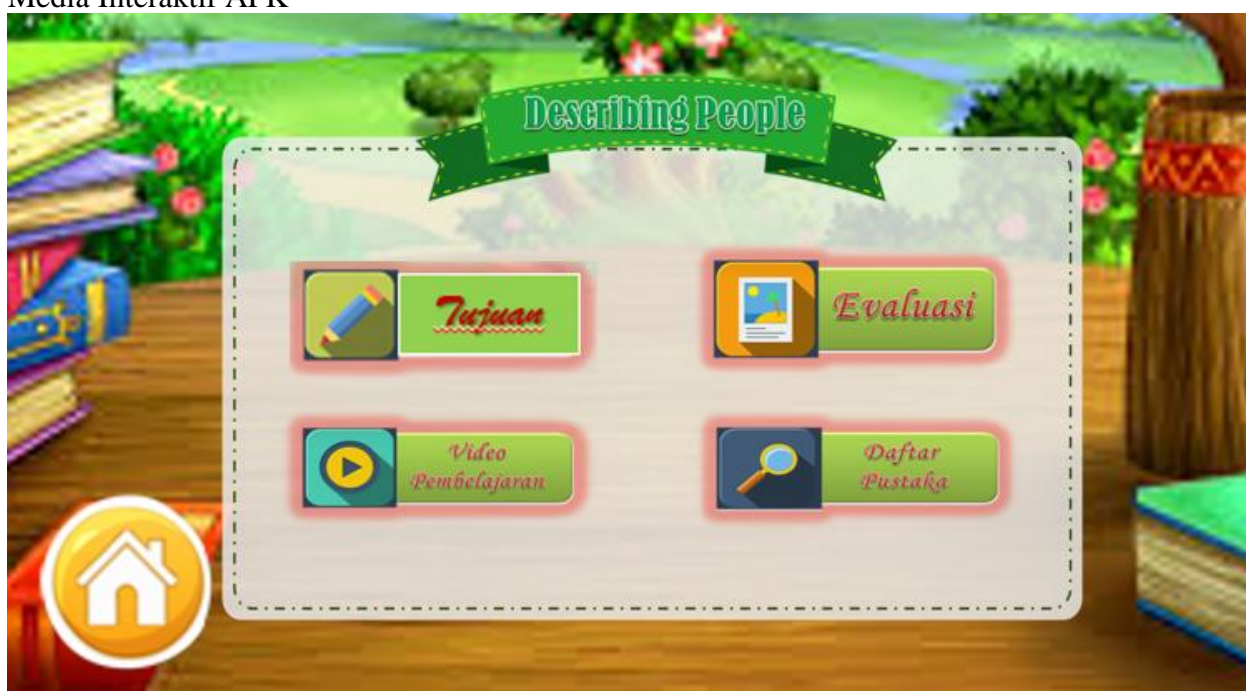 Media Interaktif APK
Describing People
Tujuan
Evaluasi
Video
Pembelajaran
Daftar
Pustaka